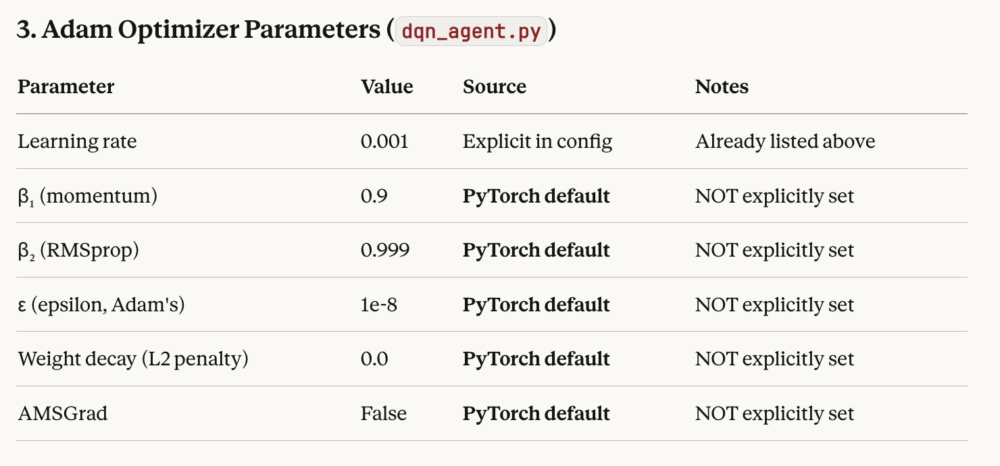 3. Adam Optimizer Parameters (dqn_agent.py)
Parameter Value Source Notes
Learning rate 0.001 Explicit in config Already listed above
β₁ (momentum) 0.9 PyTorch default NOT explicitly set
β₂ (RMSprop) 0.999 PyTorch default NOT explicitly set
ε (epsilon, Adam's) 1e-8 PyTorch default NOT explicitly set
Weight decay (L2 penalty) 0.0 PyTorch default NOT explicitly set
AMSGrad False PyTorch default NOT explicitly set